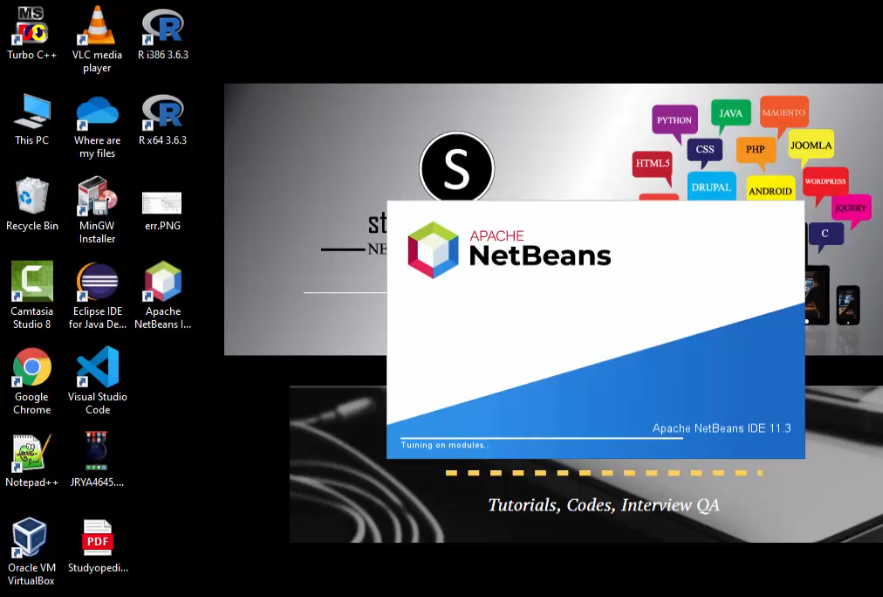 MS
DOS
Turbo C++
VLC media
player
R i386 3.6.3
This PC
Where are
my files
R x64 3.6.3
Recycle Bin
MinGW
Installer
err.PNG
Camtasia
Studio 8
Eclipse IDE
for Java De...
Apache
NetBeans I...
Google
Chrome
Visual Studio
Code
Notepad++
JRYA4645....
PDF
Oracle VM
VirtualBox
Studyopedi...
S
st
NE
PYTHON
JAVA
MAGENTO
CSS
PHP
JOOMLA
HTML5
DRUPAL
ANDROID
WORDPRESS
JQUERY
C
APACHE
NetBeans
Apache NetBeans IDE 11.3
Turning on modules...
Tutorials, Codes, Interview QA